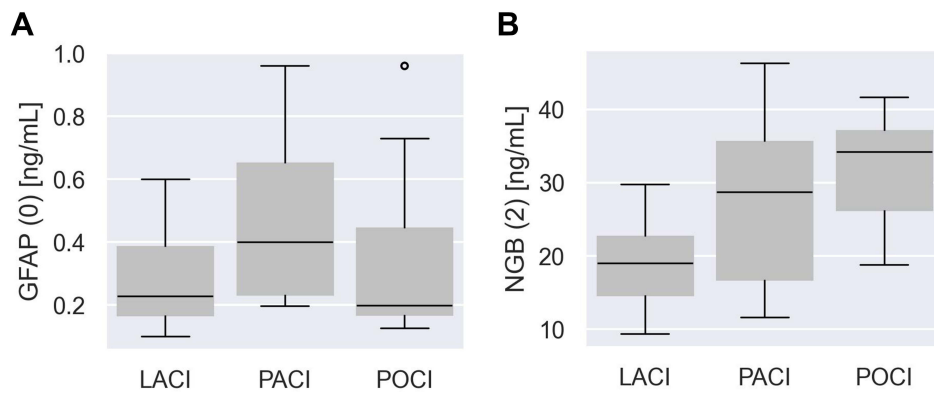 A
GFAP (0) [ng/mL]
1.0
0.8
0.6
0.4
0.2
LACI PACI POCI
B
NGB (2) [ng/mL]
40
30
20
10
LACI PACI POCI